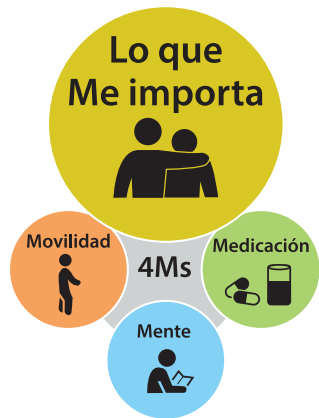 Lo que
Me importa
Movilidad
4Ms
Medicación
Mente